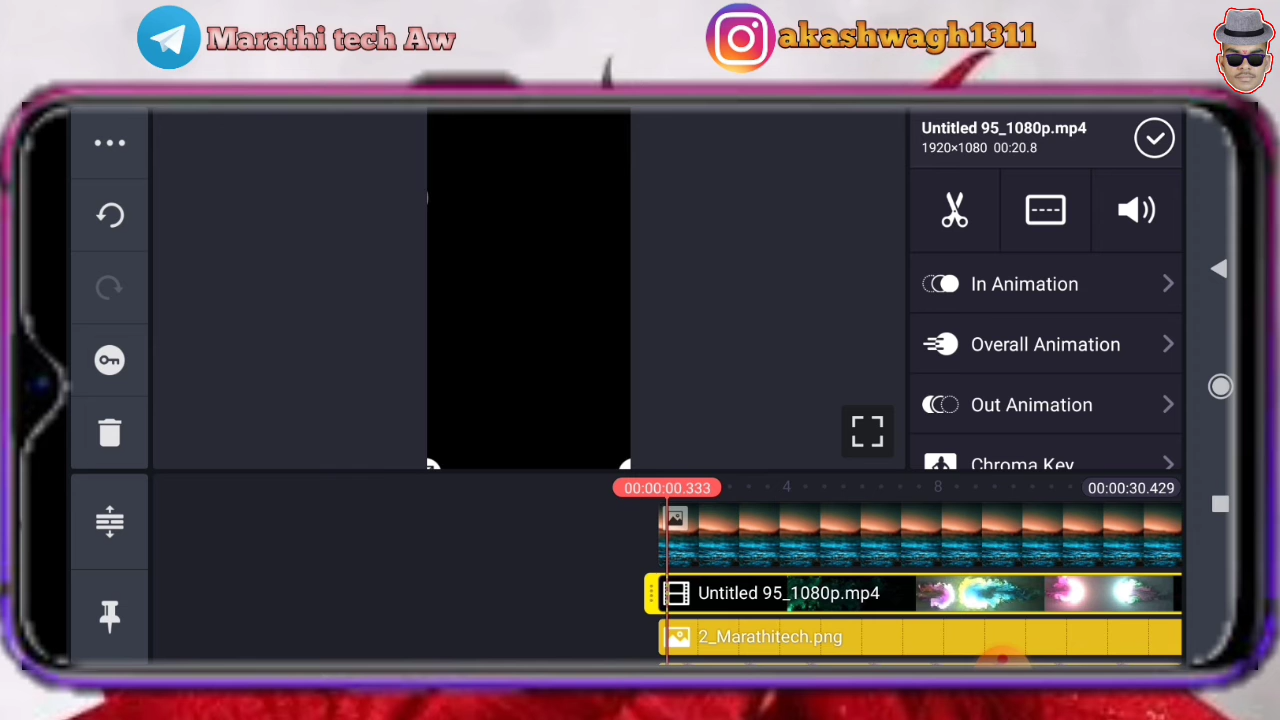 Marathi tech Aw
akashwagh1311
Untitled 95_1080p.mp4
1920×1080 00:20.8
In Animation
Overall Animation
Out Animation
Chroma Key
00:00:00.333
4
8
00:00:30.429
Untitled 95_1080p.mp4
2_Marathitech.png